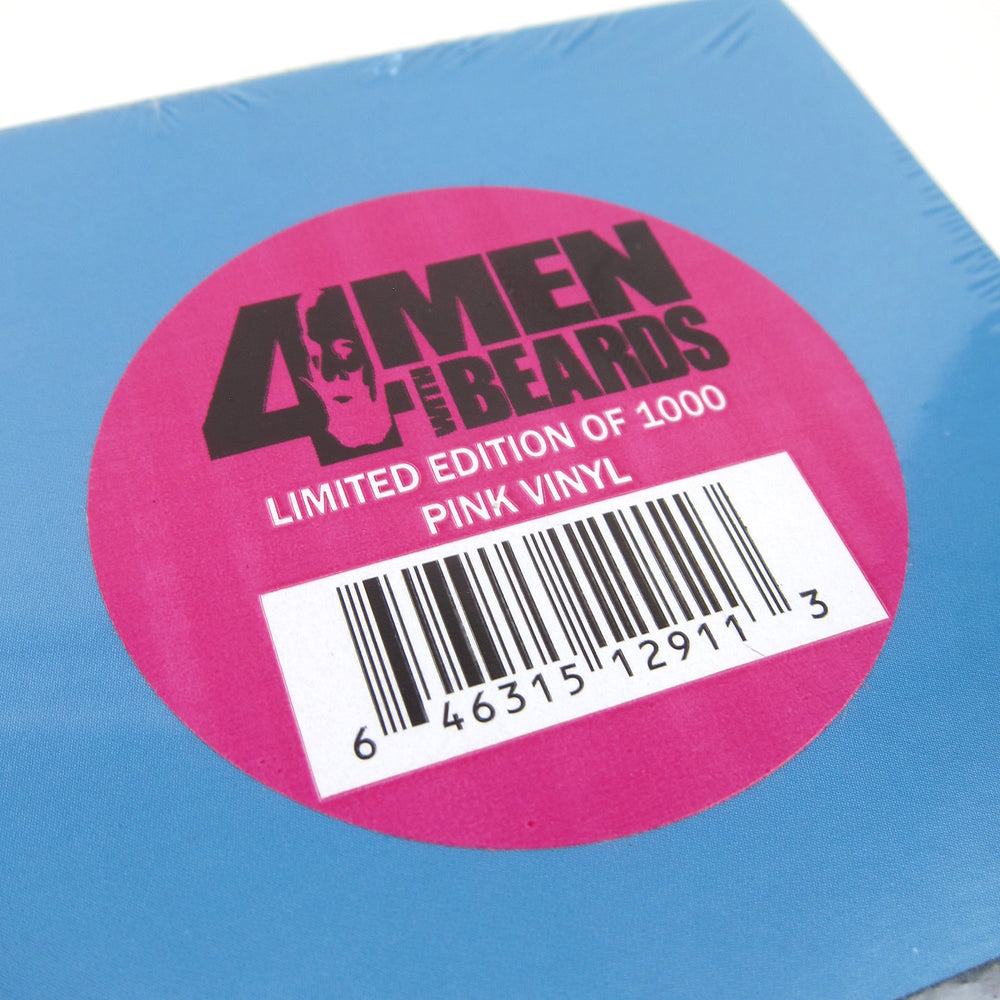 4 MEN
WITH BEARDS
LIMITED EDITION OF 1000
PINK VINYL
6 46315 12911 3